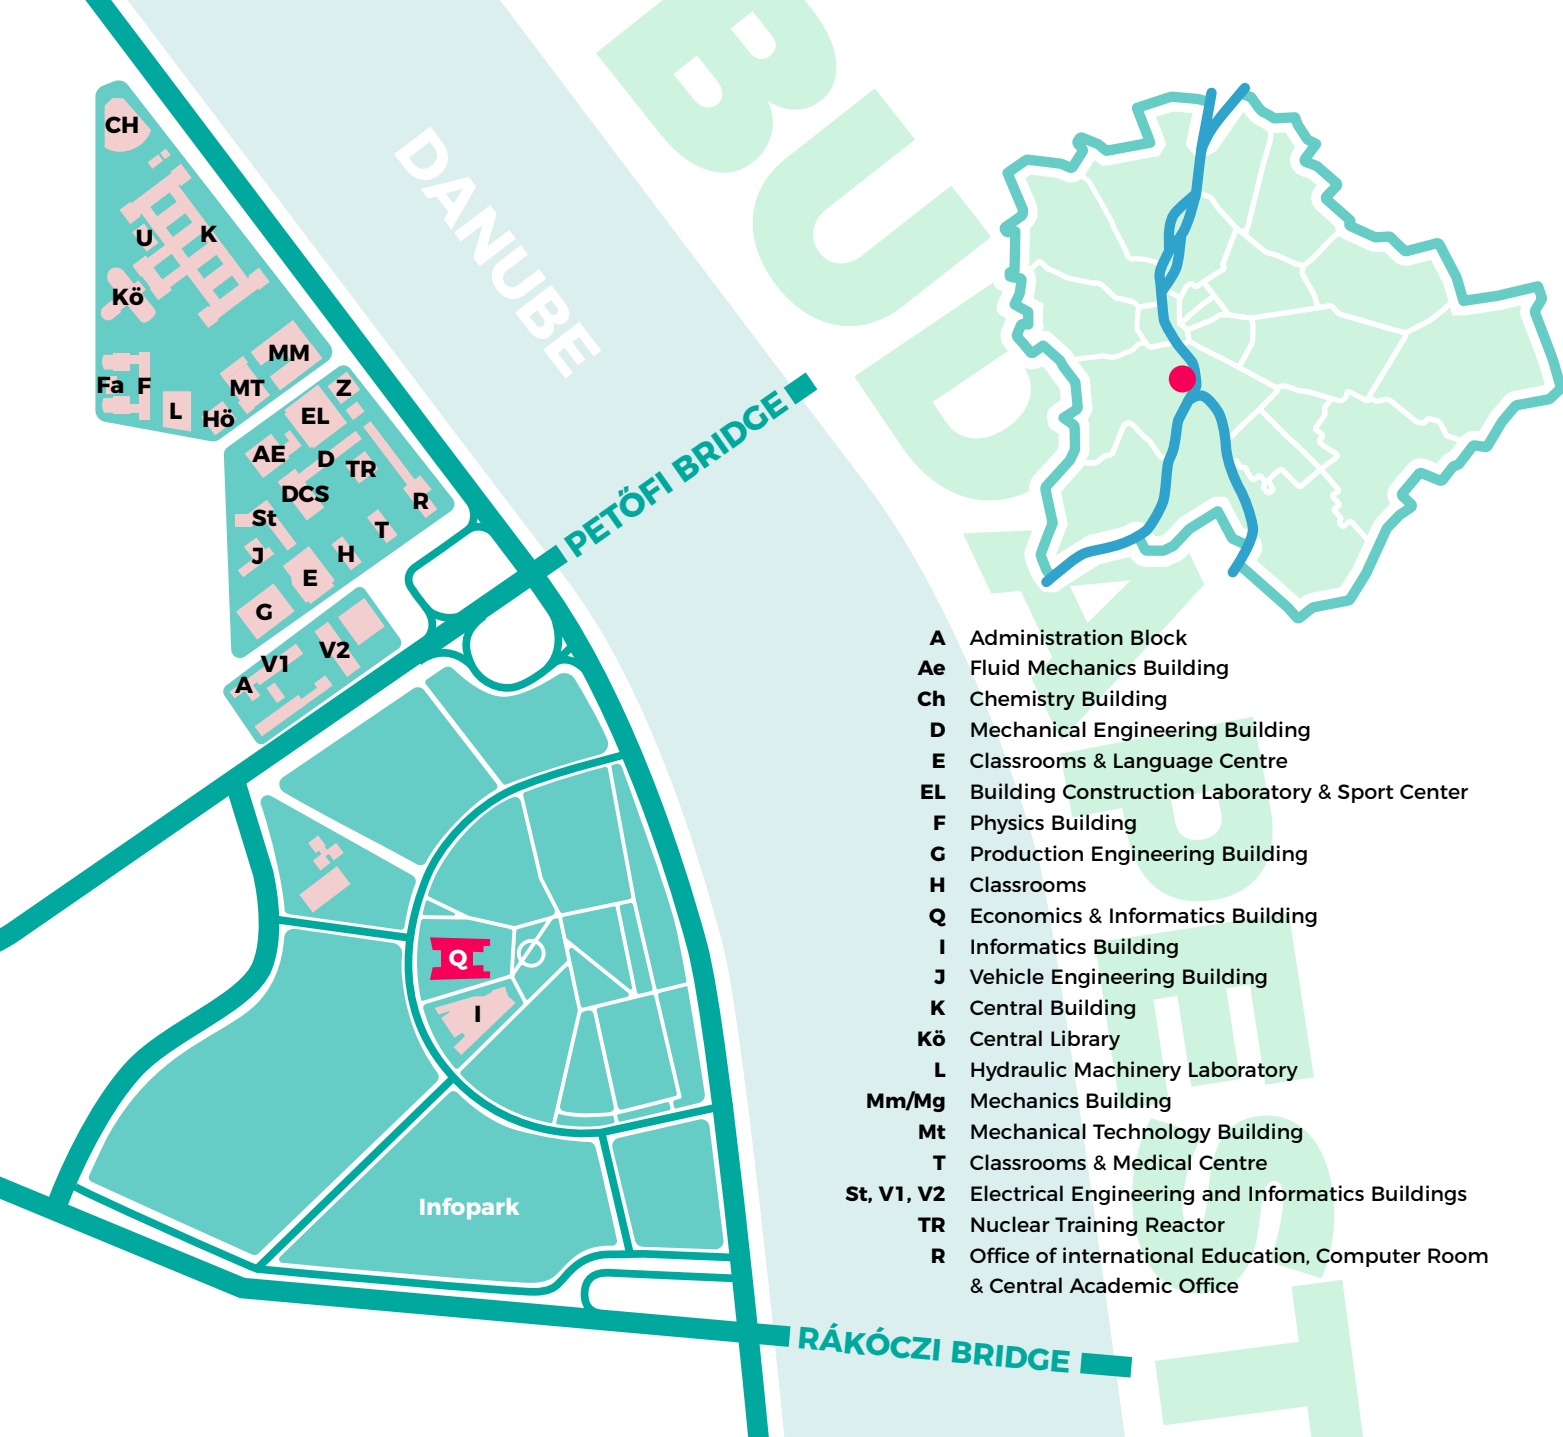 BUDAPEST
DANUBE
CH
U
K
Kö
MM
Fa
F
L
Hö
MT
Z
EL
AE
D
TR
DCS
R
St
T
J
H
E
G
V1
V2
A
PETŐFI BRIDGE
Q
I
Infopark
RÁKÓCZI BRIDGE
A Administration Block
Ae Fluid Mechanics Building
Ch Chemistry Building
D Mechanical Engineering Building
E Classrooms & Language Centre
EL Building Construction Laboratory & Sport Center
F Physics Building
G Production Engineering Building
H Classrooms
Q Economics & Informatics Building
I Informatics Building
J Vehicle Engineering Building
K Central Building
Kö Central Library
L Hydraulic Machinery Laboratory
Mm/Mg Mechanics Building
Mt Mechanical Technology Building
T Classrooms & Medical Centre
St, V1, V2 Electrical Engineering and Informatics Buildings
TR Nuclear Training Reactor
R Office of international Education, Computer Room
& Central Academic Office